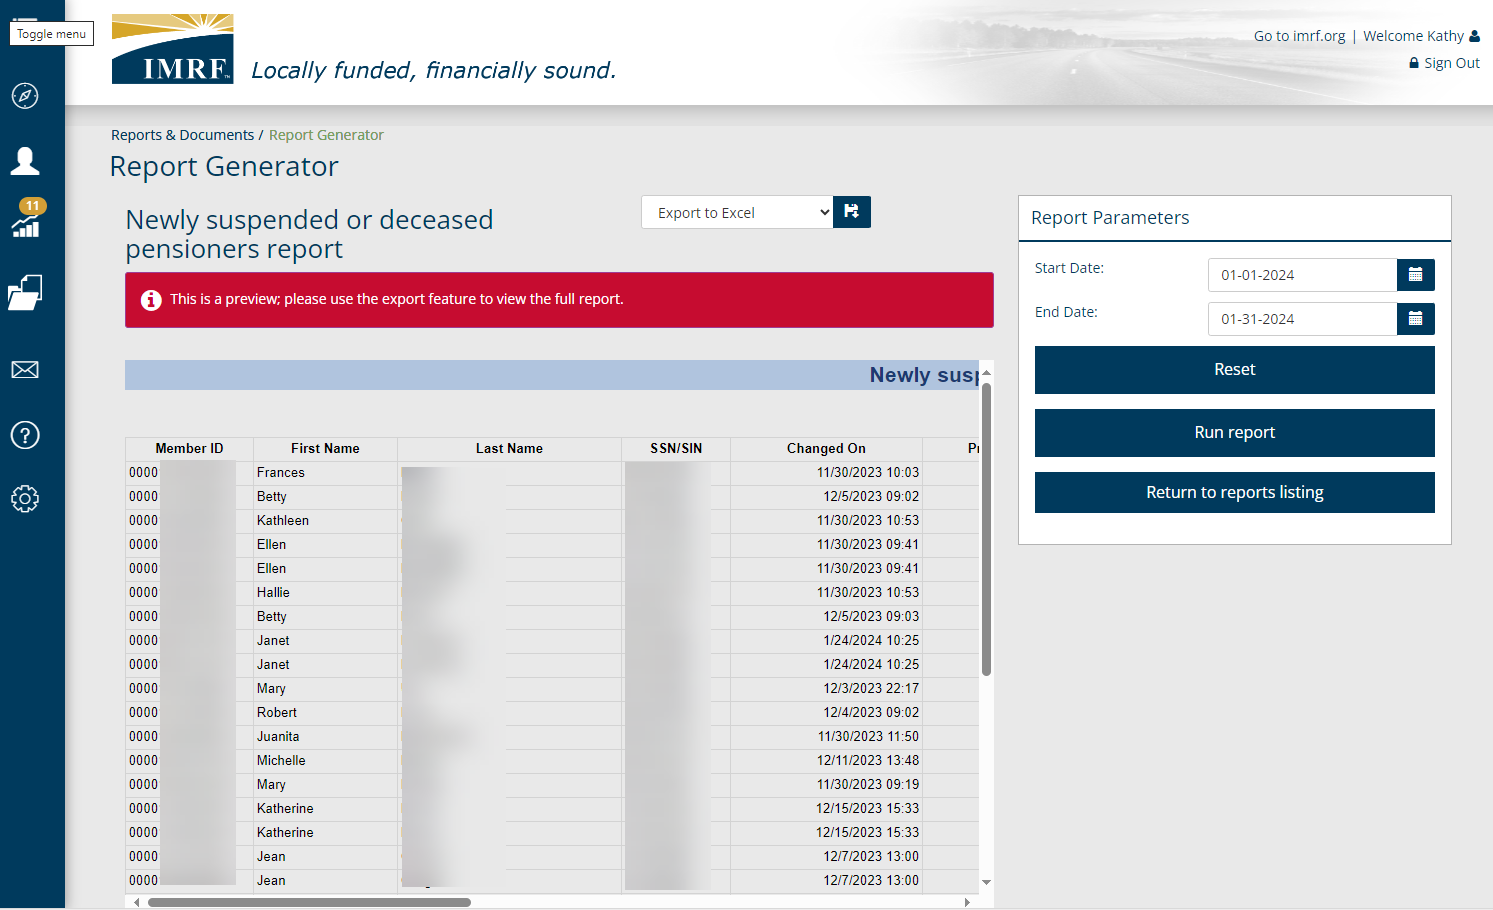 Toggle menu
IMRF™
Locally funded, financially sound.
Go to imrf.org | Welcome Kathy
Sign Out
11
Reports & Documents / Report Generator
Report Generator
Newly suspended or deceased
pensioners report
Export to Excel
This is a preview; please use the export feature to view the full report.
Report Parameters
Start Date:
01-01-2024
End Date:
01-31-2024
Reset
Run report
Return to reports listing
Newly
Member ID First Name Last Name SSN/SIN Changed On
0000 Frances 11/30/2023 10:03
0000 Betty 12/5/2023 09:02
0000 Kathleen 11/30/2023 10:53
0000 Ellen 11/30/2023 09:41
0000 Ellen 11/30/2023 09:41
0000 Hallie 11/30/2023 10:53
0000 Betty 12/5/2023 09:03
0000 Janet 1/24/2024 10:25
0000 Janet 1/24/2024 10:25
0000 Mary 12/3/2023 22:17
0000 Robert 12/4/2023 09:02
0000 Juanita 11/30/2023 11:50
0000 Michelle 12/11/2023 13:48
0000 Mary 11/30/2023 09:19
0000 Katherine 12/15/2023 15:33
0000 Katherine 12/15/2023 15:33
0000 Jean 12/7/2023 13:00
0000 Jean 12/7/2023 13:00